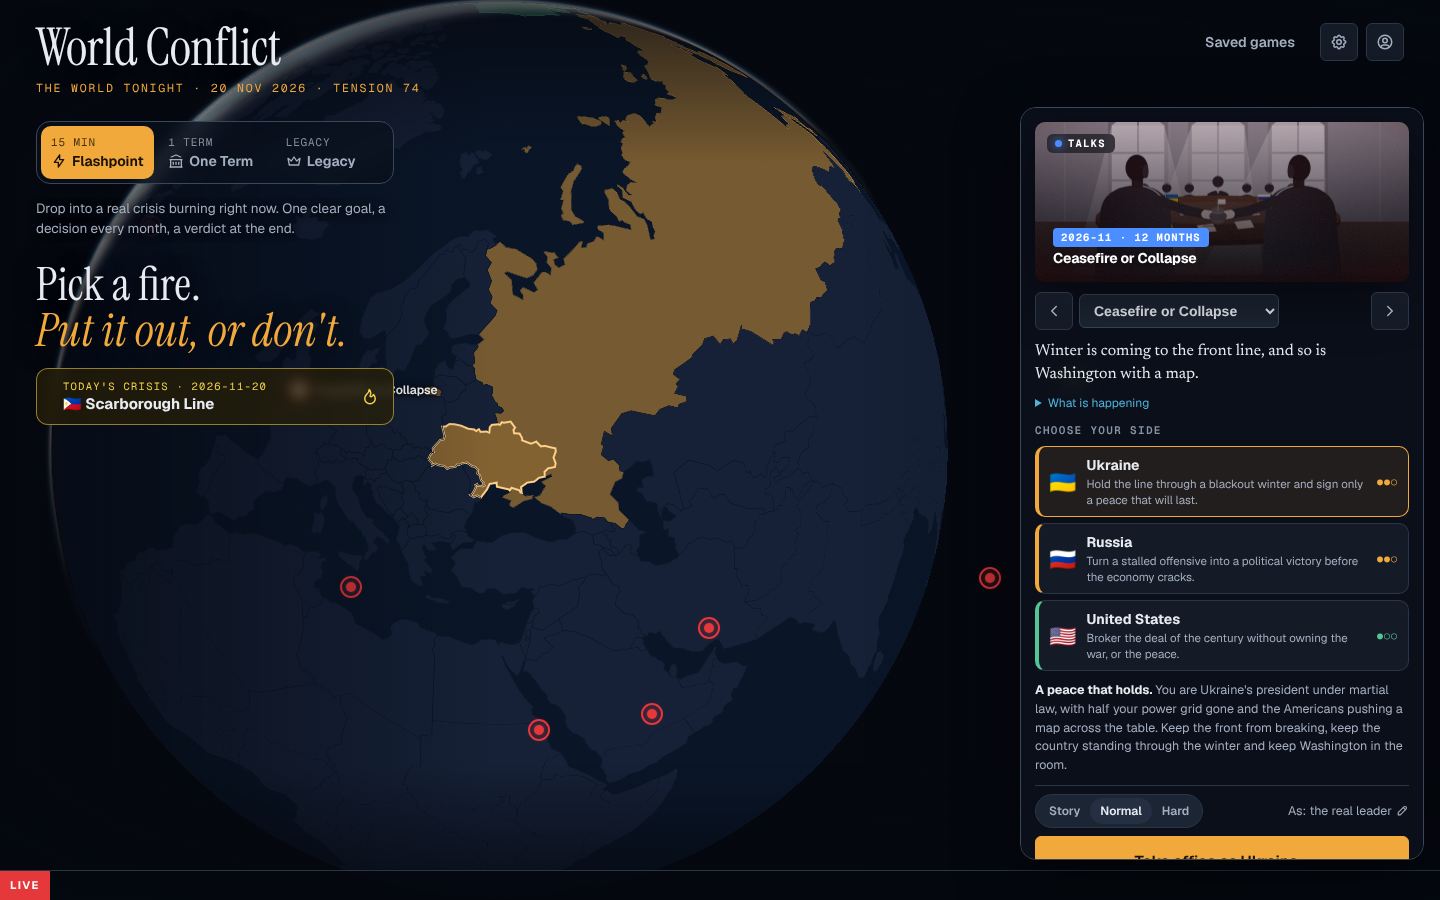 World Conflict
THE WORLD TONIGHT · 20 NOV 2026 · TENSION 74
15 MIN
Flashpoint
1 TERM
One Term
LEGACY
Legacy
Drop into a real crisis burning right now. One clear goal, a
decision every month, a verdict at the end.
Pick a fire.
Put it out, or don't.
TODAY'S CRISIS · 2026-11-20
🇵🇭 Scarborough Line
Collapse
Saved games
TALKS
2026-11 · 12 MONTHS
Ceasefire or Collapse
Ceasefire or Collapse
Winter is coming to the front line, and so is
Washington with a map.
What is happening
CHOOSE YOUR SIDE
Ukraine
Hold the line through a blackout winter and sign only
a peace that will last.
Russia
Turn a stalled offensive into a political victory before
the economy cracks.
United States
Broker the deal of the century without owning the
war, or the peace.
A peace that holds. You are Ukraine's president under martial
law, with half your power grid gone and the Americans pushing a
map across the table. Keep the front from breaking, keep the
country standing through the winter and keep Washington in the
room.
Story Normal Hard
As: the real leader
Take office as Ukraine
LIVE